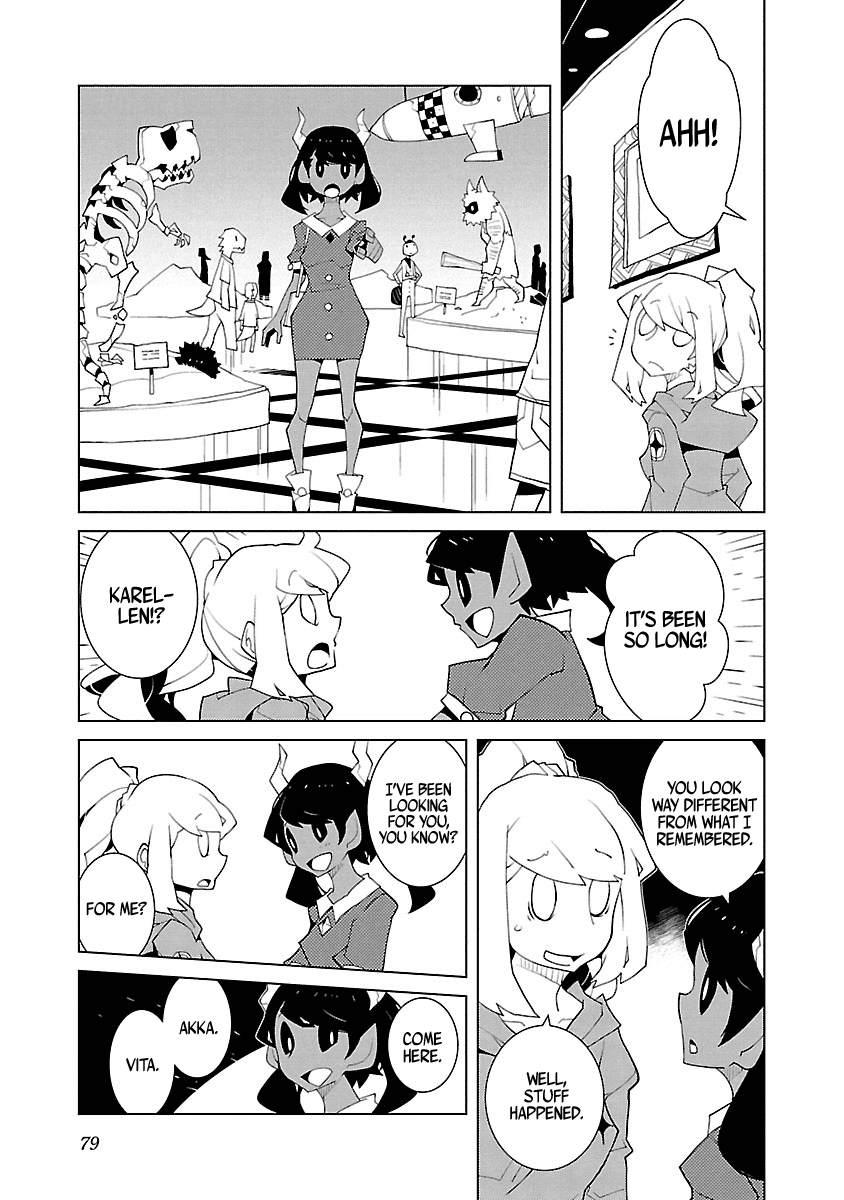 AHH!
IT'S BEEN
SO LONG!
KAREL-
LEN!?
YOU LOOK
WAY DIFFERENT
FROM WHAT I
REMEMBERED.
WELL,
STUFF
HAPPENED.
I'VE BEEN
LOOKING
FOR YOU,
YOU KNOW?
FOR ME?
COME
HERE.
AKKA.
VITA.
79